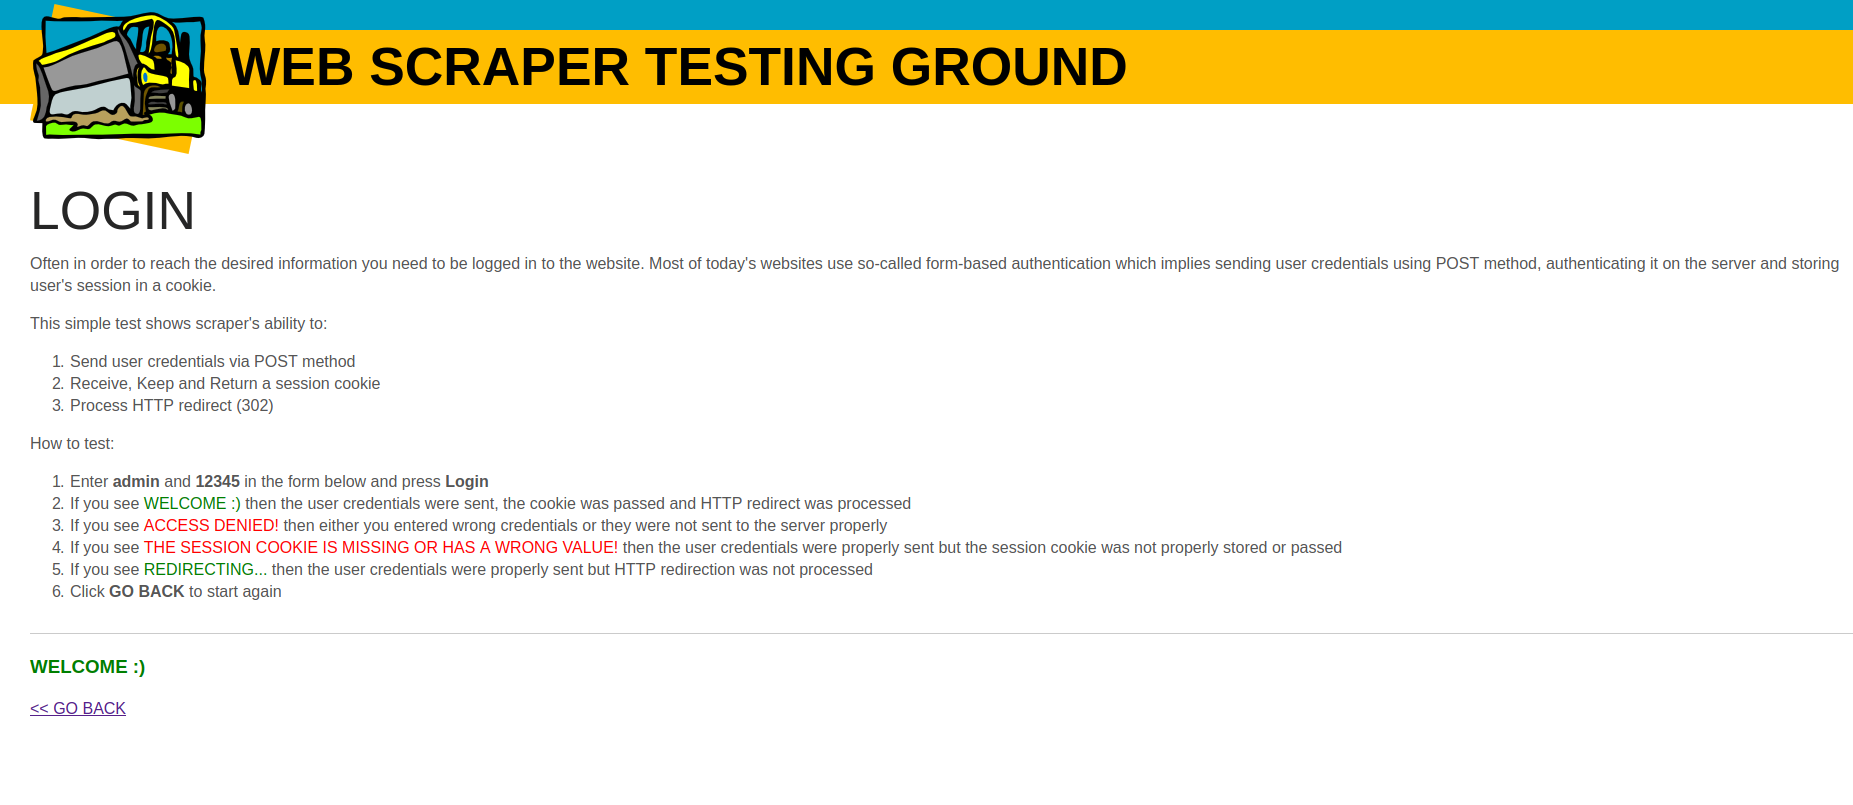 WEB SCRAPER TESTING GROUND
LOGIN
Often in order to reach the desired information you need to be logged in to the website. Most of today's websites use so-called form-based authentication which implies sending user credentials using POST method, authenticating it on the server and storing
user's session in a cookie.
This simple test shows scraper's ability to:
1. Send user credentials via POST method
2. Receive, Keep and Return a session cookie
3. Process HTTP redirect (302)
How to test:
1. Enter admin and 12345 in the form below and press Login
2. If you see WELCOME :) then the user credentials were sent, the cookie was passed and HTTP redirect was processed
3. If you see ACCESS DENIED! then either you entered wrong credentials or they were not sent to the server properly
4. If you see THE SESSION COOKIE IS MISSING OR HAS A WRONG VALUE! then the user credentials were properly sent but the session cookie was not properly stored or passed
5. If you see REDIRECTING... then the user credentials were properly sent but HTTP redirection was not processed
6. Click GO BACK to start again
WELCOME :)
<< GO BACK